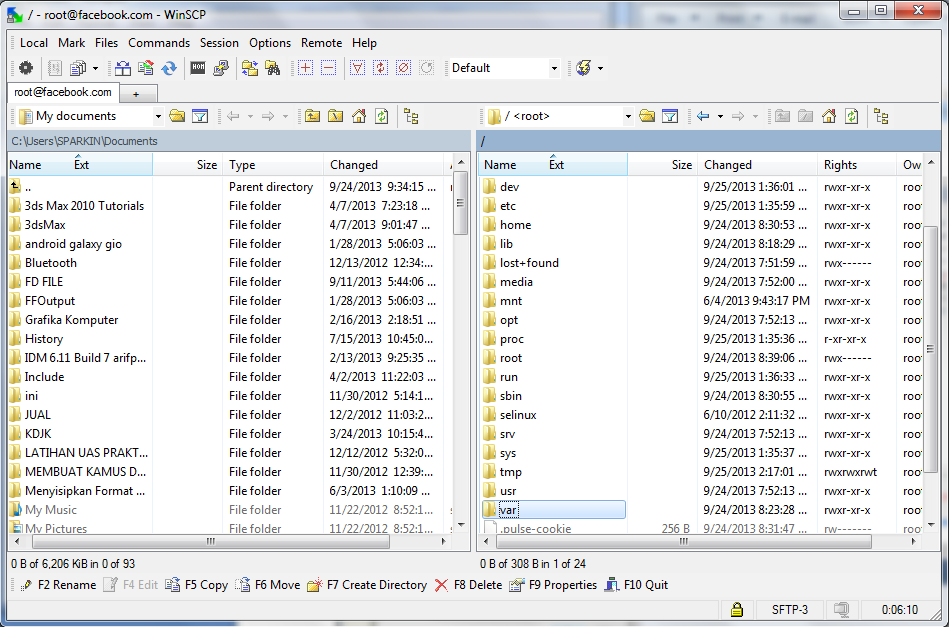 / - root@facebook.com - WinSCP
Local Mark Files Commands Session Options Remote Help
Default
root@facebook.com +
My documents
/ <root>
C:\Users\SPARKIN\Documents
/
Name Ext Size Type Changed
Name Ext Size Changed Rights Ow
.. Parent directory 9/24/2013 9:34:15 ...
3ds Max 2010 Tutorials File folder 4/7/2013 7:23:18 ...
3dsMax File folder 4/7/2013 9:01:47 ...
android galaxy gio File folder 1/28/2013 5:06:03 ...
Bluetooth File folder 12/13/2012 12:34:...
FD FILE File folder 9/11/2013 5:44:06 ...
FFOutput File folder 1/28/2013 5:06:03 ...
Grafika Komputer File folder 2/16/2013 2:18:51 ...
History File folder 7/15/2013 10:45:0...
IDM 6.11 Build 7 arifp... File folder 2/13/2013 9:25:35 ...
Include File folder 4/2/2013 11:22:03 ...
ini File folder 11/30/2012 5:14:1...
JUAL File folder 12/2/2012 11:03:2...
KDJK File folder 3/24/2013 10:15:4...
LATIHAN UAS PRAKT... File folder 12/12/2012 5:32:0...
MEMBUAT KAMUS D... File folder 11/30/2012 12:39:...
Menyisipkan Format ... File folder 6/3/2013 1:10:09 ...
My Music File folder 11/22/2012 8:52:1...
My Pictures File folder 11/22/2012 8:52:1...
dev 9/25/2013 1:36:01 ... rwxr-xr-x roo
etc 9/25/2013 1:35:59 ... rwxr-xr-x roo
home 9/24/2013 8:30:53 ... rwxr-xr-x roo
lib 9/24/2013 8:18:29 ... rwxr-xr-x roo
lost+found 9/24/2013 7:51:59 ... rwx------ roo
media 9/24/2013 7:52:00 ... rwxr-xr-x roo
mnt 6/4/2013 9:43:17 PM rwxr-xr-x roo
opt 9/24/2013 7:52:13 ... rwxr-xr-x roo
proc 9/25/2013 1:35:36 ... r-xr-xr-x roo
root 9/24/2013 8:39:06 ... rwx------ roo
run 9/25/2013 1:36:33 ... rwxr-xr-x roo
sbin 9/24/2013 8:30:55 ... rwxr-xr-x roo
selinux 6/10/2012 2:11:32 ... rwxr-xr-x roo
srv 9/24/2013 7:52:13 ... rwxr-xr-x roo
sys 9/25/2013 1:35:37 ... rwxr-xr-x roo
tmp 9/25/2013 2:17:01 ... rwxrwxrwt roo
usr 9/24/2013 7:52:13 ... rwxr-xr-x roo
var 9/24/2013 8:23:28 ... rwxr-xr-x roo
.pulse-cookie 256 B 9/24/2013 8:31:47 ... rw------- roo
0 B of 6,206 KiB in 0 of 93
0 B of 308 B in 1 of 24
F2 Rename F4 Edit F5 Copy F6 Move F7 Create Directory F8 Delete F9 Properties F10 Quit
SFTP-3 0:06:10